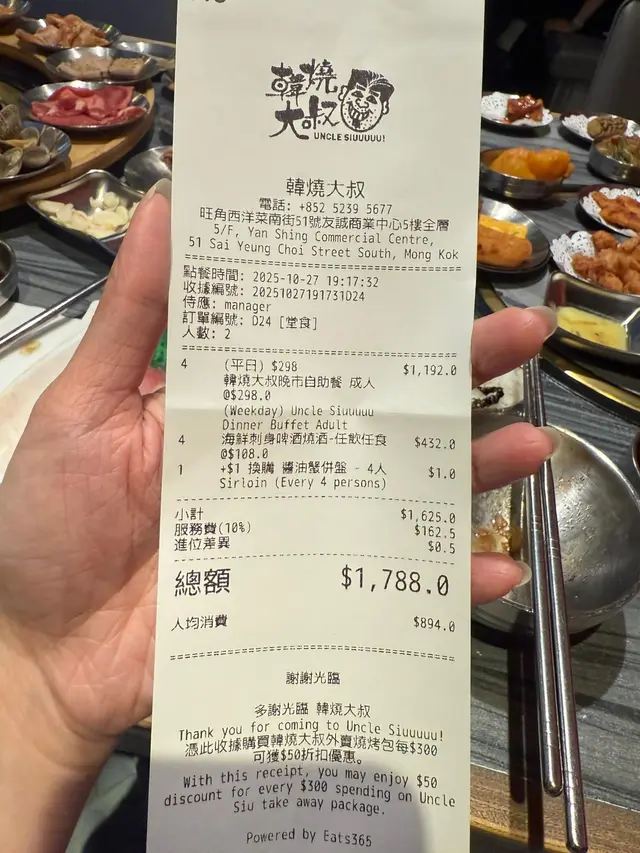 韓燒
大叔
UNCLE SIUUUUU!
韓燒大叔
電話: +852 5239 5677
旺角西洋菜南街51號友誠商業中心5樓全層
5/F, Yan Shing Commercial Centre,
51 Sai Yeung Choi Street South, Mong Kok
點餐時間: 2025-10-27 19:17:32
收據編號: 20251027191731D24
侍應: manager
訂單編號: D24 [堂食]
人數: 2
4 (平日) $298 $1,192.0
韓燒大叔晚市自助餐 成人
@$298.0
(Weekday) Uncle Siuuuuu
Dinner Buffet Adult
4 海鮮刺身啤酒燒酒-任飲任食 $432.0
@$108.0
1 +$1 換購 醬油蟹併盤 - 4人 $1.0
Sirloin (Every 4 persons)
小計 $1,625.0
服務費(10%) $162.5
進位差異 $0.5
總額 $1,788.0
人均消費 $894.0
謝謝光臨
多謝光臨 韓燒大叔
Thank you for coming to Uncle Siuuuuu!
憑此收據購買韓燒大叔外賣燒烤包每$300
可獲$50折扣優惠。
With this receipt, you may enjoy $50
discount for every $300 spending on Uncle
Siu take away package.
Powered by Eats365